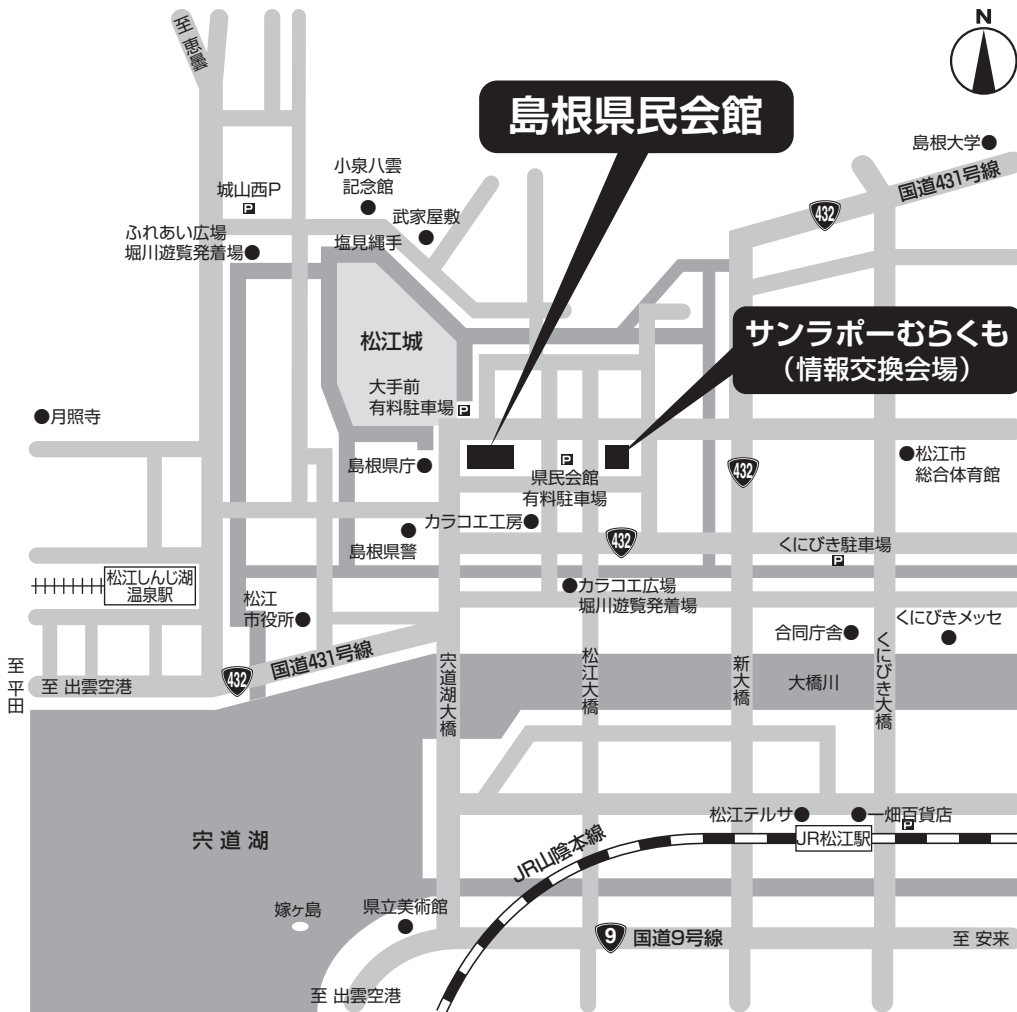 N
至 恵曇
島根県民会館
島根大学
国道431号線
432
小泉八雲
記念館
城山西P
P
武家屋敷
ふれあい広場
堀川遊覧発着場
塩見縄手
松江城
サンラポーむらくも
(情報交換会場)
大手前
有料駐車場
P
月照寺
島根県庁
P
県民会館
有料駐車場
432
松江市
総合体育館
カラコエ工房
島根県警
432
くにびき駐車場
P
松江しんじ湖
温泉駅
カラコエ広場
堀川遊覧発着場
松江
市役所
くにびきメッセ
合同庁舎
国道431号線
432
至 平田
至 出雲空港
宍道湖大橋
松江大橋
新大橋
大橋川
くにびき大橋
宍道湖
松江テルサ
一畑百貨店
P
JR松江駅
JR山陰本線
嫁ヶ島
県立美術館
9
国道9号線
至 安来
至 出雲空港